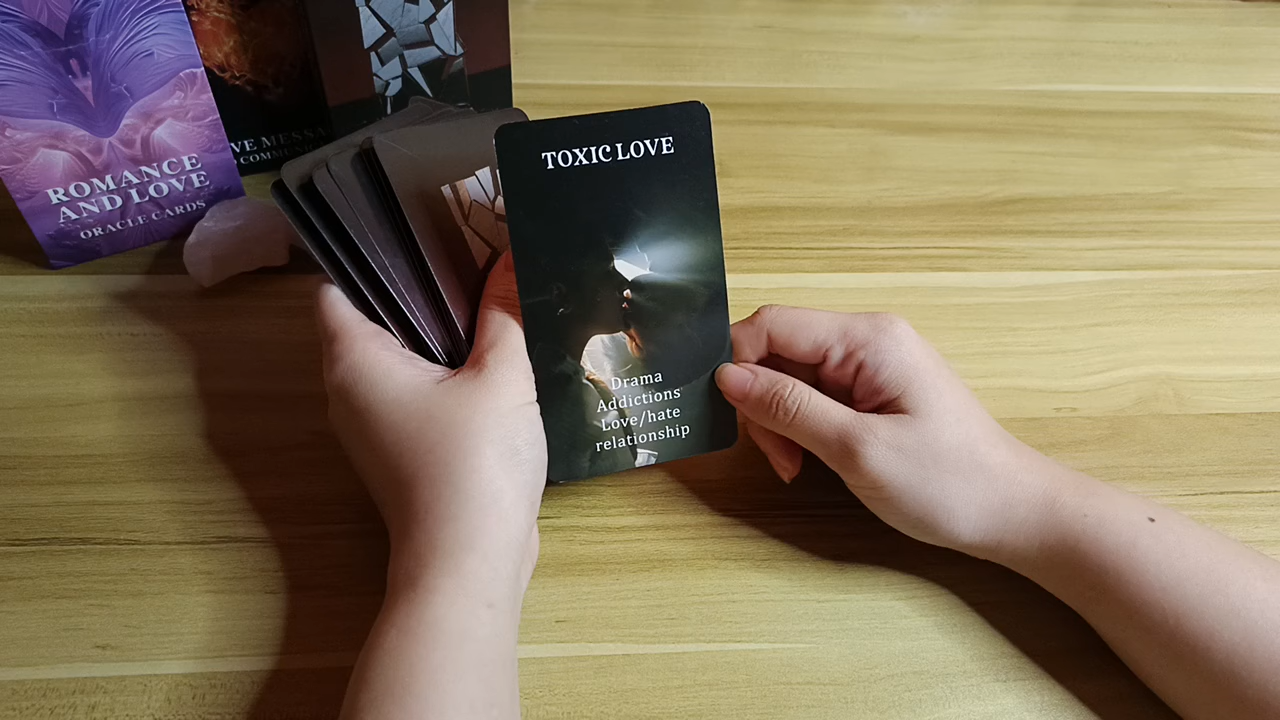 TOXIC LOVE
Drama
Addictions
Love/hate
relationship
ROMANCE
AND LOVE
ORACLE CARDS